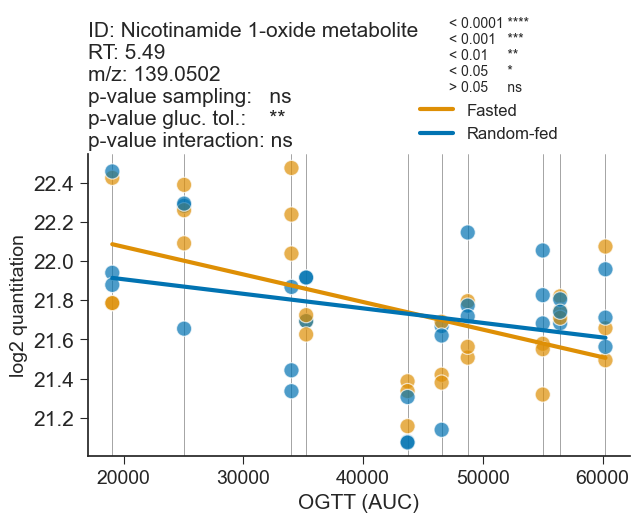 ID: Nicotinamide 1-oxide metabolite
RT: 5.49
m/z: 139.0502
p-value sampling: ns
p-value gluc. tol.: **
p-value interaction: ns
< 0.0001 ****
< 0.001 ***
< 0.01 **
< 0.05 *
> 0.05 ns
Fasted
Random-fed
log2 quantitation
22.4
22.2
22.0
21.8
21.6
21.4
21.2
20000 30000 40000 50000 60000
OGTT (AUC)